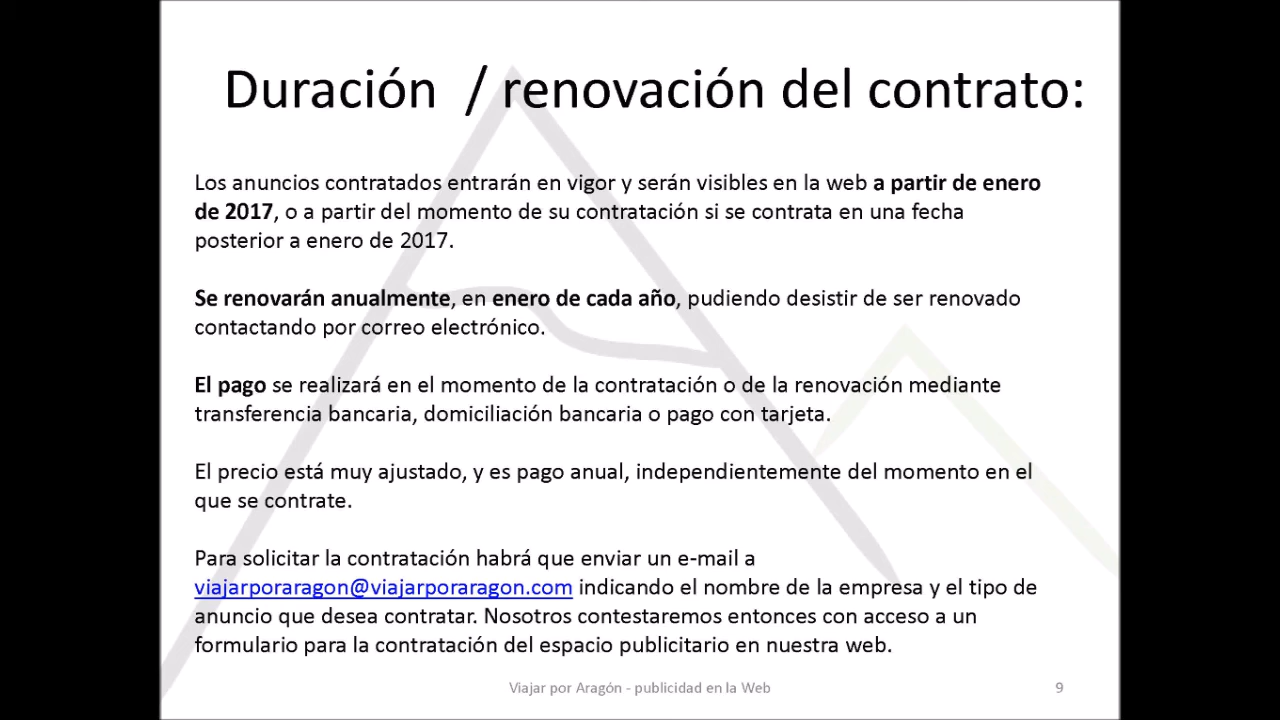 Duración  / renovación del contrato:
Los anuncios contratados entrarán en vigor y serán visibles en la web a partir de enero
de 2017, o a partir del momento de su contratación si se contrata en una fecha
posterior a enero de 2017.
Se renovarán anualmente, en enero de cada año, pudiendo desistir de ser renovado
contactando por correo electrónico.
El pago se realizará en el momento de la contratación o de la renovación mediante
transferencia bancaria, domiciliación bancaria o pago con tarjeta.
El precio está muy ajustado, y es pago anual, independientemente del momento en el
que se contrate.
Para solicitar la contratación habrá que enviar un e-mail a
viajarporaragon@viajarporaragon.com indicando el nombre de la empresa y el tipo de
anuncio que desea contratar. Nosotros contestaremos entonces con acceso a un
formulario para la contratación del espacio publicitario en nuestra web.
Viajar por Aragón - publicidad en la Web
9